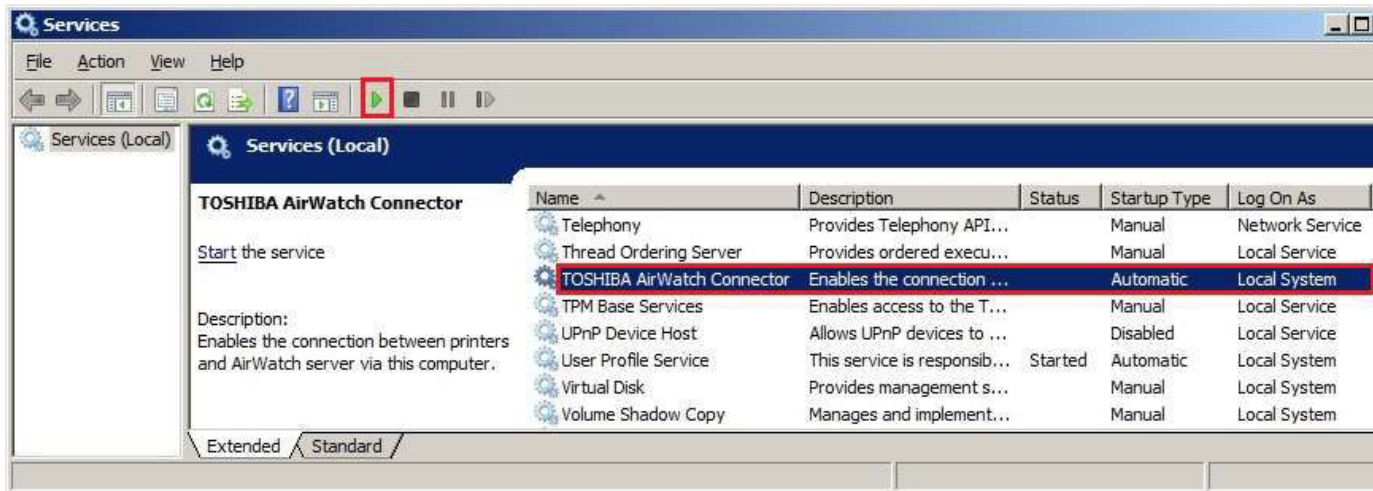 Services
File Action View Help
Services (Local)
Services (Local)
TOSHIBA AirWatch Connector
Start the service
Description:
Enables the connection between printers
and AirWatch server via this computer.
Name Description Status Startup Type Log On As
Telephony Provides Telephony API... Manual Network Service
Thread Ordering Server Provides ordered execu... Manual Local Service
TOSHIBA AirWatch Connector Enables the connection ... Automatic Local System
TPM Base Services Enables access to the T... Manual Local Service
UPnP Device Host Allows UPnP devices to ... Disabled Local Service
User Profile Service This service is responsib... Started Automatic Local System
Virtual Disk Provides management s... Manual Local System
Volume Shadow Copy Manages and implement... Manual Local System
Extended Standard